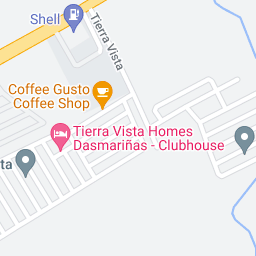 Shell
Tierra Vista
Coffee Gusto
Coffee Shop
Tierra Vista Homes
Dasmariñas - Clubhouse
ta